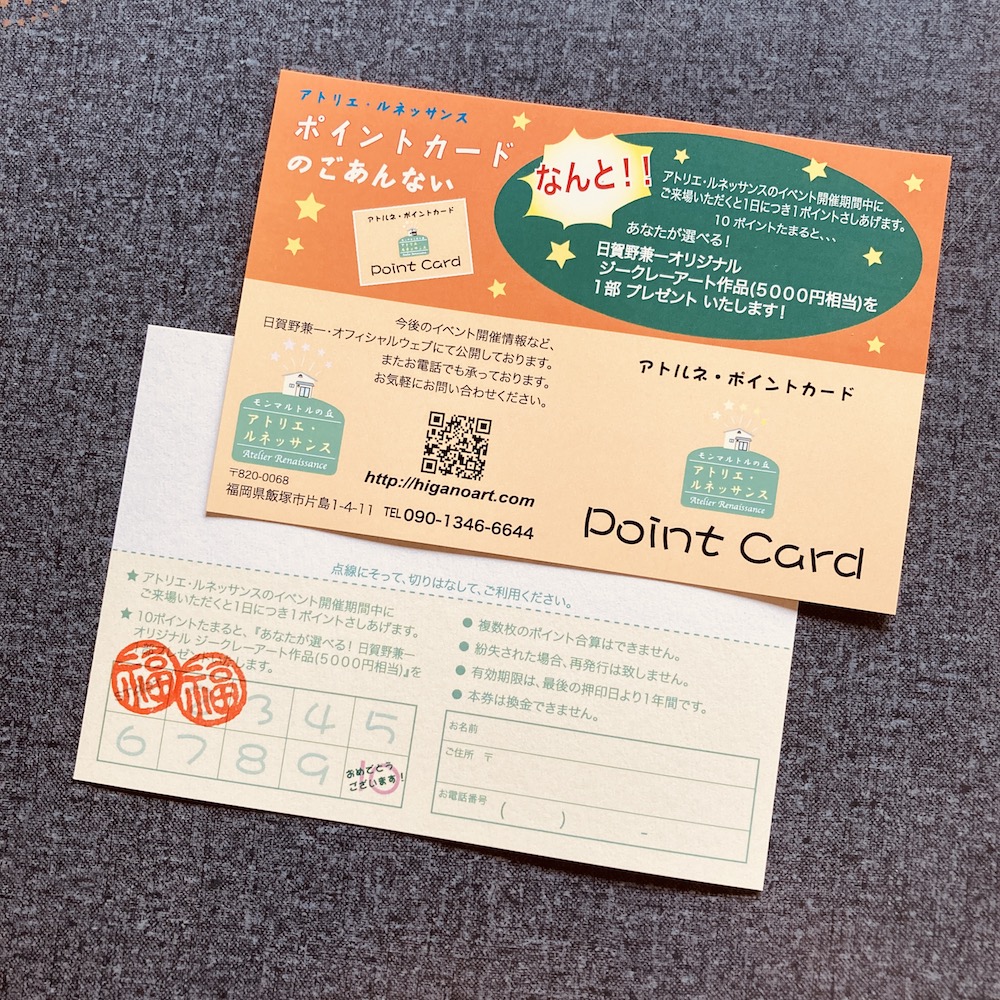 アトリエ・ルネッサンス
ポイントカード
のごあんない
アトルネ・ポイントカード
Point Card
なんと!!
アトリエ・ルネッサンスのイベント開催期間中に
ご来場いただくと1日につき1ポイントさしあげます。
10 ポイントたまると、、、
あなたが選べる!
日賀野兼一オリジナル
ジークレーアート作品(5000円相当)を
1部 プレゼント いたします!
今後のイベント開催情報など、
日賀野兼一・オフィシャルウェブにて公開しております。
またお電話でも承っております。
お気軽にお問い合わせください。
モンマルトルの丘
アトリエ・
ルネッサンス
Atelier Renaissance
http://higanoart.com
〒820-0068
福岡県飯塚市片島1-4-11 TEL090-1346-6644
アトルネ・ポイントカード
モンマルトルの丘
アトリエ・
ルネッサンス
Atelier Renaissance
Point Card
点線にそって、切りはなして、ご利用ください。
★ アトリエ・ルネッサンスのイベント開催期間中に
ご来場いただくと1日につき1ポイントさしあげます。
★ 10ポイントたまると、『あなたが選べる! 日賀野兼一
オリジナル ジークレーアート作品(5000円相当)』を
プレゼントいたします。
福 福 3 4 5
6 7 8 9 10
おめでとう
ございます!
● 複数枚のポイント合算はできません。
● 紛失された場合、再発行は致しません。
● 有効期限は、最後の押印日より1年間です。
● 本券は換金できません。
お名前
ご住所 〒
お電話番号 ( ) -